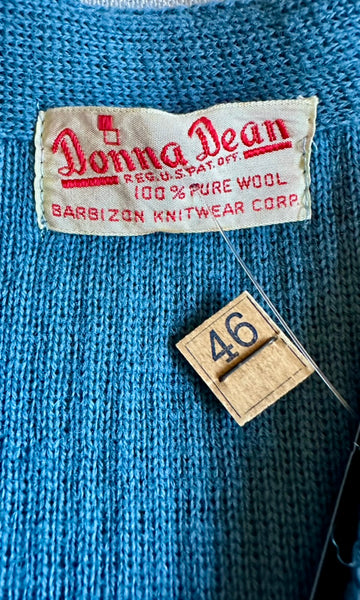 Donna Dean
REG. U.S. PAT. OFF.
100% PURE WOOL
BARBIZON KNITWEAR CORP.
46